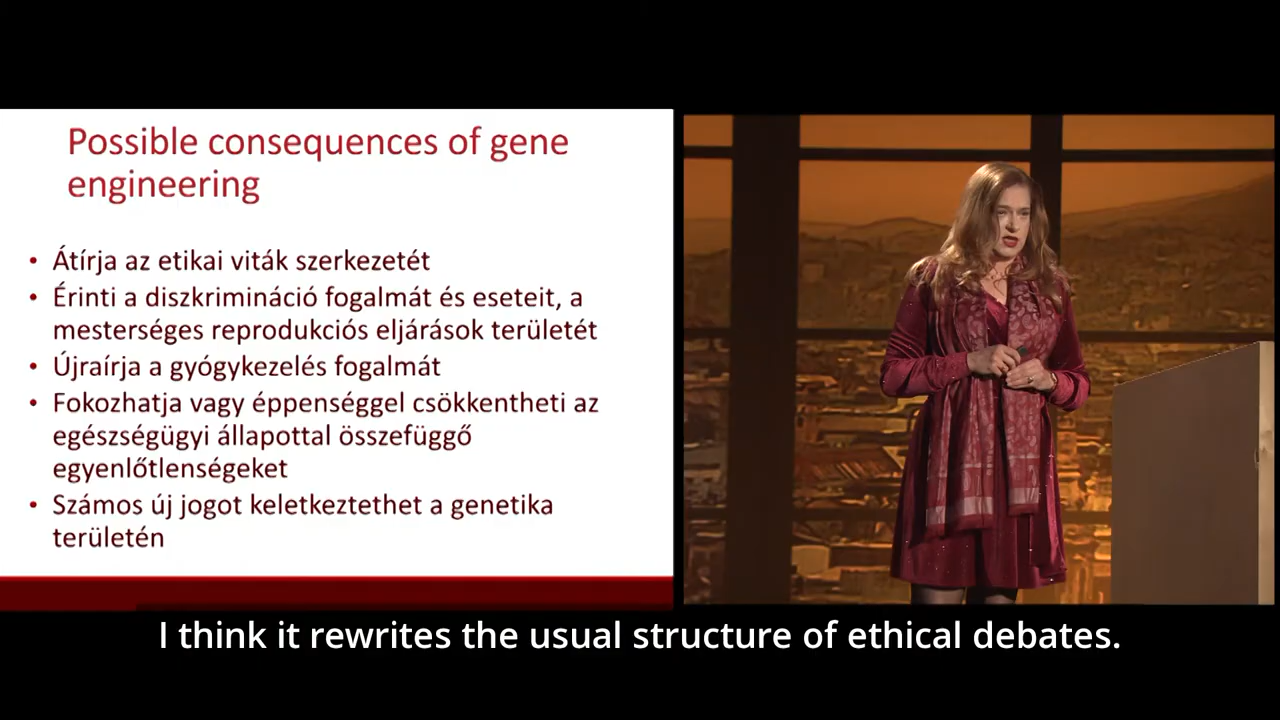 Possible consequences of gene
engineering
• Átírja az etikai viták szerkezetét
• Érinti a diszkrimináció fogalmát és eseteit, a
mesterséges reprodukciós eljárások területét
• Újraírja a gyógykezelés fogalmát
• Fokozhatja vagy éppenséggel csökkentheti az
egészségügyi állapottal összefüggő
egyenlőtlenségeket
• Számos új jogot keletkeztethet a genetika
területén
I think it rewrites the usual structure of ethical debates.